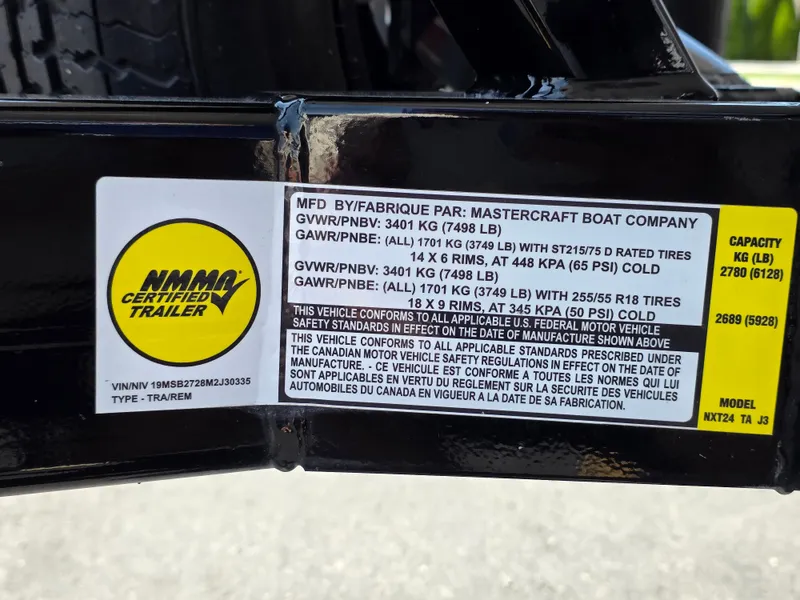 NMMA
CERTIFIED
TRAILER
VIN/NIV 19MSB2728M2J30335
TYPE - TRA/REM
MFD BY/FABRIQUE PAR: MASTERCRAFT BOAT COMPANY
GVWR/PNBV: 3401 KG (7498 LB)
GAWR/PNBE: (ALL) 1701 KG (3749 LB) WITH ST215/75 D RATED TIRES
14 X 6 RIMS, AT 448 KPA (65 PSI) COLD
GVWR/PNBV: 3401 KG (7498 LB)
GAWR/PNBE: (ALL) 1701 KG (3749 LB) WITH 255/55 R18 TIRES
18 X 9 RIMS, AT 345 KPA (50 PSI) COLD
THIS VEHICLE CONFORMS TO ALL APPLICABLE U.S. FEDERAL MOTOR VEHICLE
SAFETY STANDARDS IN EFFECT ON THE DATE OF MANUFACTURE SHOWN ABOVE
THIS VEHICLE CONFORMS TO ALL APPLICABLE STANDARDS PRESCRIBED UNDER
THE CANADIAN MOTOR VEHICLE SAFETY REGULATIONS IN EFFECT ON THE DATE OF
MANUFACTURE. - CE VEHICULE EST CONFORME A TOUTES LES NORMES QUI LUI
SONT APPLICABLES EN VERTU DU REGLEMENT SUR LA SECURITE DES VEHICULES
AUTOMOBILES DU CANADA EN VIGUEUR A LA DATE DE SA FABRICATION.
CAPACITY
KG (LB)
2780 (6128)
2689 (5928)
MODEL
NXT24 TA J3